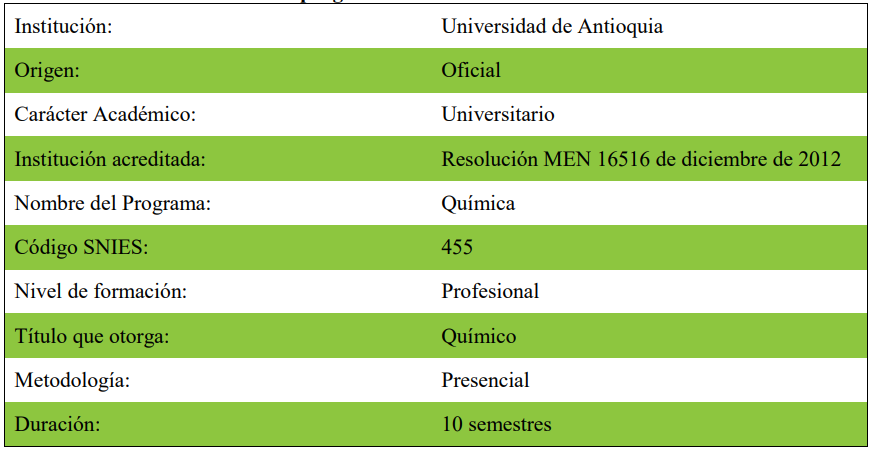 Institución: Universidad de Antioquia
Origen: Oficial
Carácter Académico: Universitario
Institución acreditada: Resolución MEN 16516 de diciembre de 2012
Nombre del Programa: Química
Código SNIES: 455
Nivel de formación: Profesional
Título que otorga: Químico
Metodología: Presencial
Duración: 10 semestres